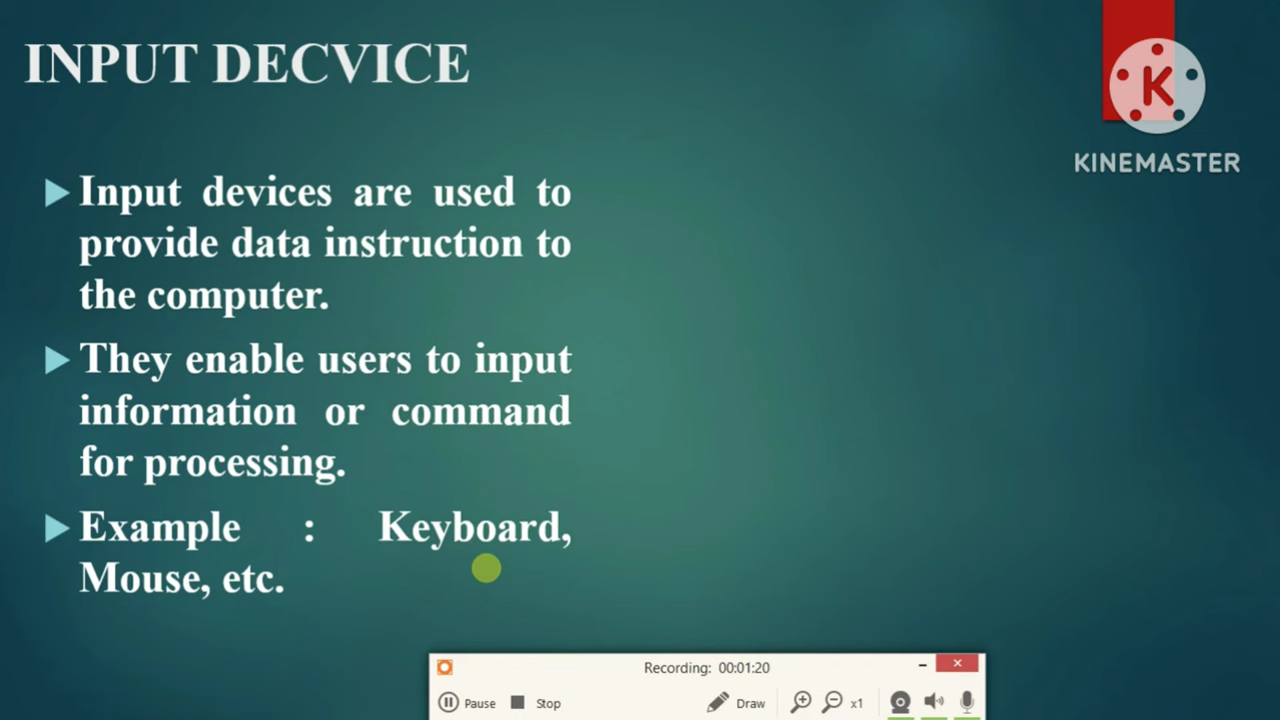 INPUT DECVICE
K
KINEMASTER
Input devices are used to
provide data instruction to
the computer.
They enable users to input
information or command
for processing.
Example : Keyboard,
Mouse, etc.
Recording: 00:01:20
Pause Stop Draw x1